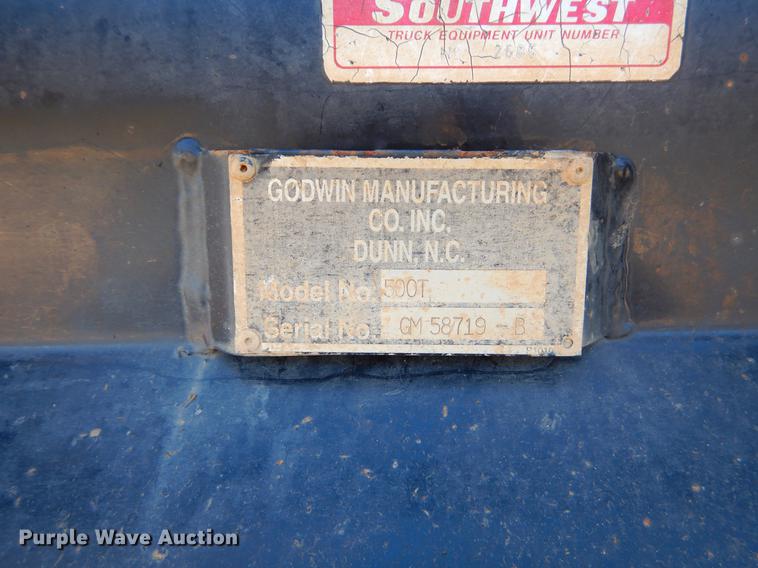 SOUTHWEST
TRUCK EQUIPMENT UNIT NUMBER
GODWIN MANUFACTURING
CO. INC.
DUNN, N.C.
Model No. 500T
Serial No. GM 58719 - B
Purple Wave Auction